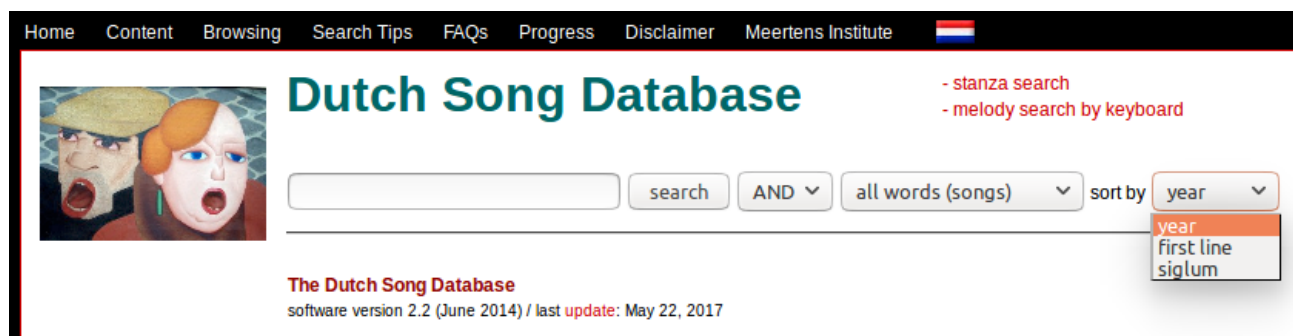 Home Content Browsing Search Tips FAQs Progress Disclaimer Meertens Institute
Dutch Song Database
- stanza search
- melody search by keyboard
search AND all words (songs) sort by year
year
first line
siglum
The Dutch Song Database
software version 2.2 (June 2014) / last update: May 22, 2017